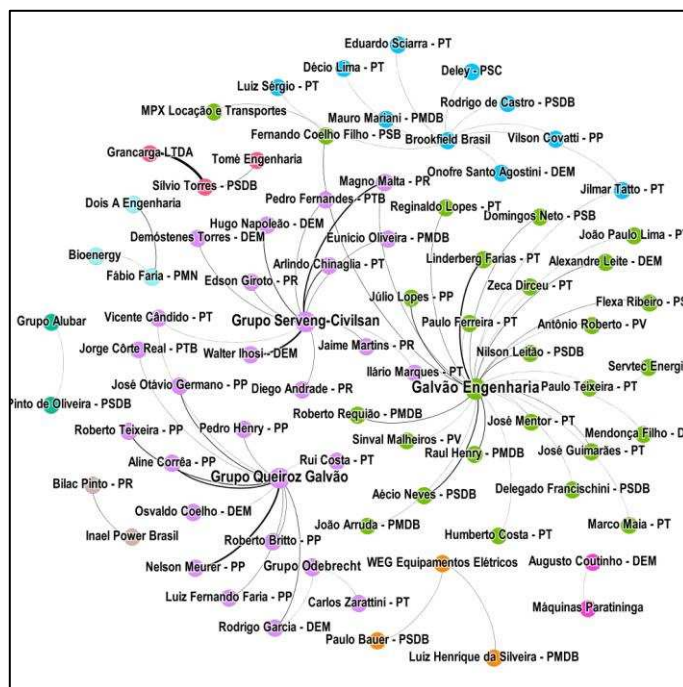 Eduardo Sciarra - PT
Décio Lima - PT
Deley - PSC
Luiz Sérgio - PT
Rodrigo de Castro - PSDB
MPX Locação e Transportes
Mauro Mariani - PMDB
Fernando Coelho Filho - PSB
Brookfield Brasil
Vilson Covatti - PP
Grancarga LTDA
Tomé Engenharia
Magno Malta - PR
Onofre Santo Agostini - DEM
Silvio Torres - PSDB
Pedro Fernandes - PTB
Jilmar Tatto - PT
Dois A Engenharia
Reginaldo Lopes - PT
Hugo Napoleão - DEM
Domingos Neto - PSB
Demóstenes Torres - DEM
Eunício Oliveira - PMDB
João Paulo Lima - PT
Bioenergy
Arlindo Chinaglia - PT
Linderberg Farias - PT
Alexandre Leite - DEM
Fábio Faria - PMN
Edson Giroto - PR
Zeca Dirceu - PT
Júlio Lopes - PP
Flexa Ribeiro - PS
Vicente Cândido - PT
Grupo Serveng-Civilsan
Paulo Ferreira - PT
Antônio Roberto - PV
Grupo Alubar
Jorge Côrte Real - PTB
Walter Ihosi - DEM
Jaime Martins - PR
Nilson Leitão - PSDB
Servtec Energi
José Otávio Germano - PP
Diego Andrade - PR
Ilário Marques - PT
Galvão Engenharia
Paulo Teixeira - PT
Pinto de Oliveira - PSDB
Roberto Teixeira - PP
Pedro Henry - PP
Roberto Requião - PMDB
José Mentor - PT
Mendonça Filho - D
Sinval Malheiros - PV
Aline Corrêa - PP
Rui Costa - PT
Raul Henry - PMDB
José Guimarães - PT
Grupo Queiroz Galvão
Bilac Pinto - PR
Aécio Neves - PSDB
Delegado Francischini - PSDB
Osvaldo Coelho - DEM
João Arruda - PMDB
Marco Maia - PT
Inael Power Brasil
Roberto Britto - PP
Humberto Costa - PT
Nelson Meurer - PP
Grupo Odebrecht
WEG Equipamentos Elétricos
Augusto Coutinho - DEM
Luiz Fernando Faria - PP
Carlos Zarattini - PT
Máquinas Paratininga
Rodrigo Garcia - DEM
Paulo Bauer - PSDB
Luiz Henrique da Silveira - PMDB